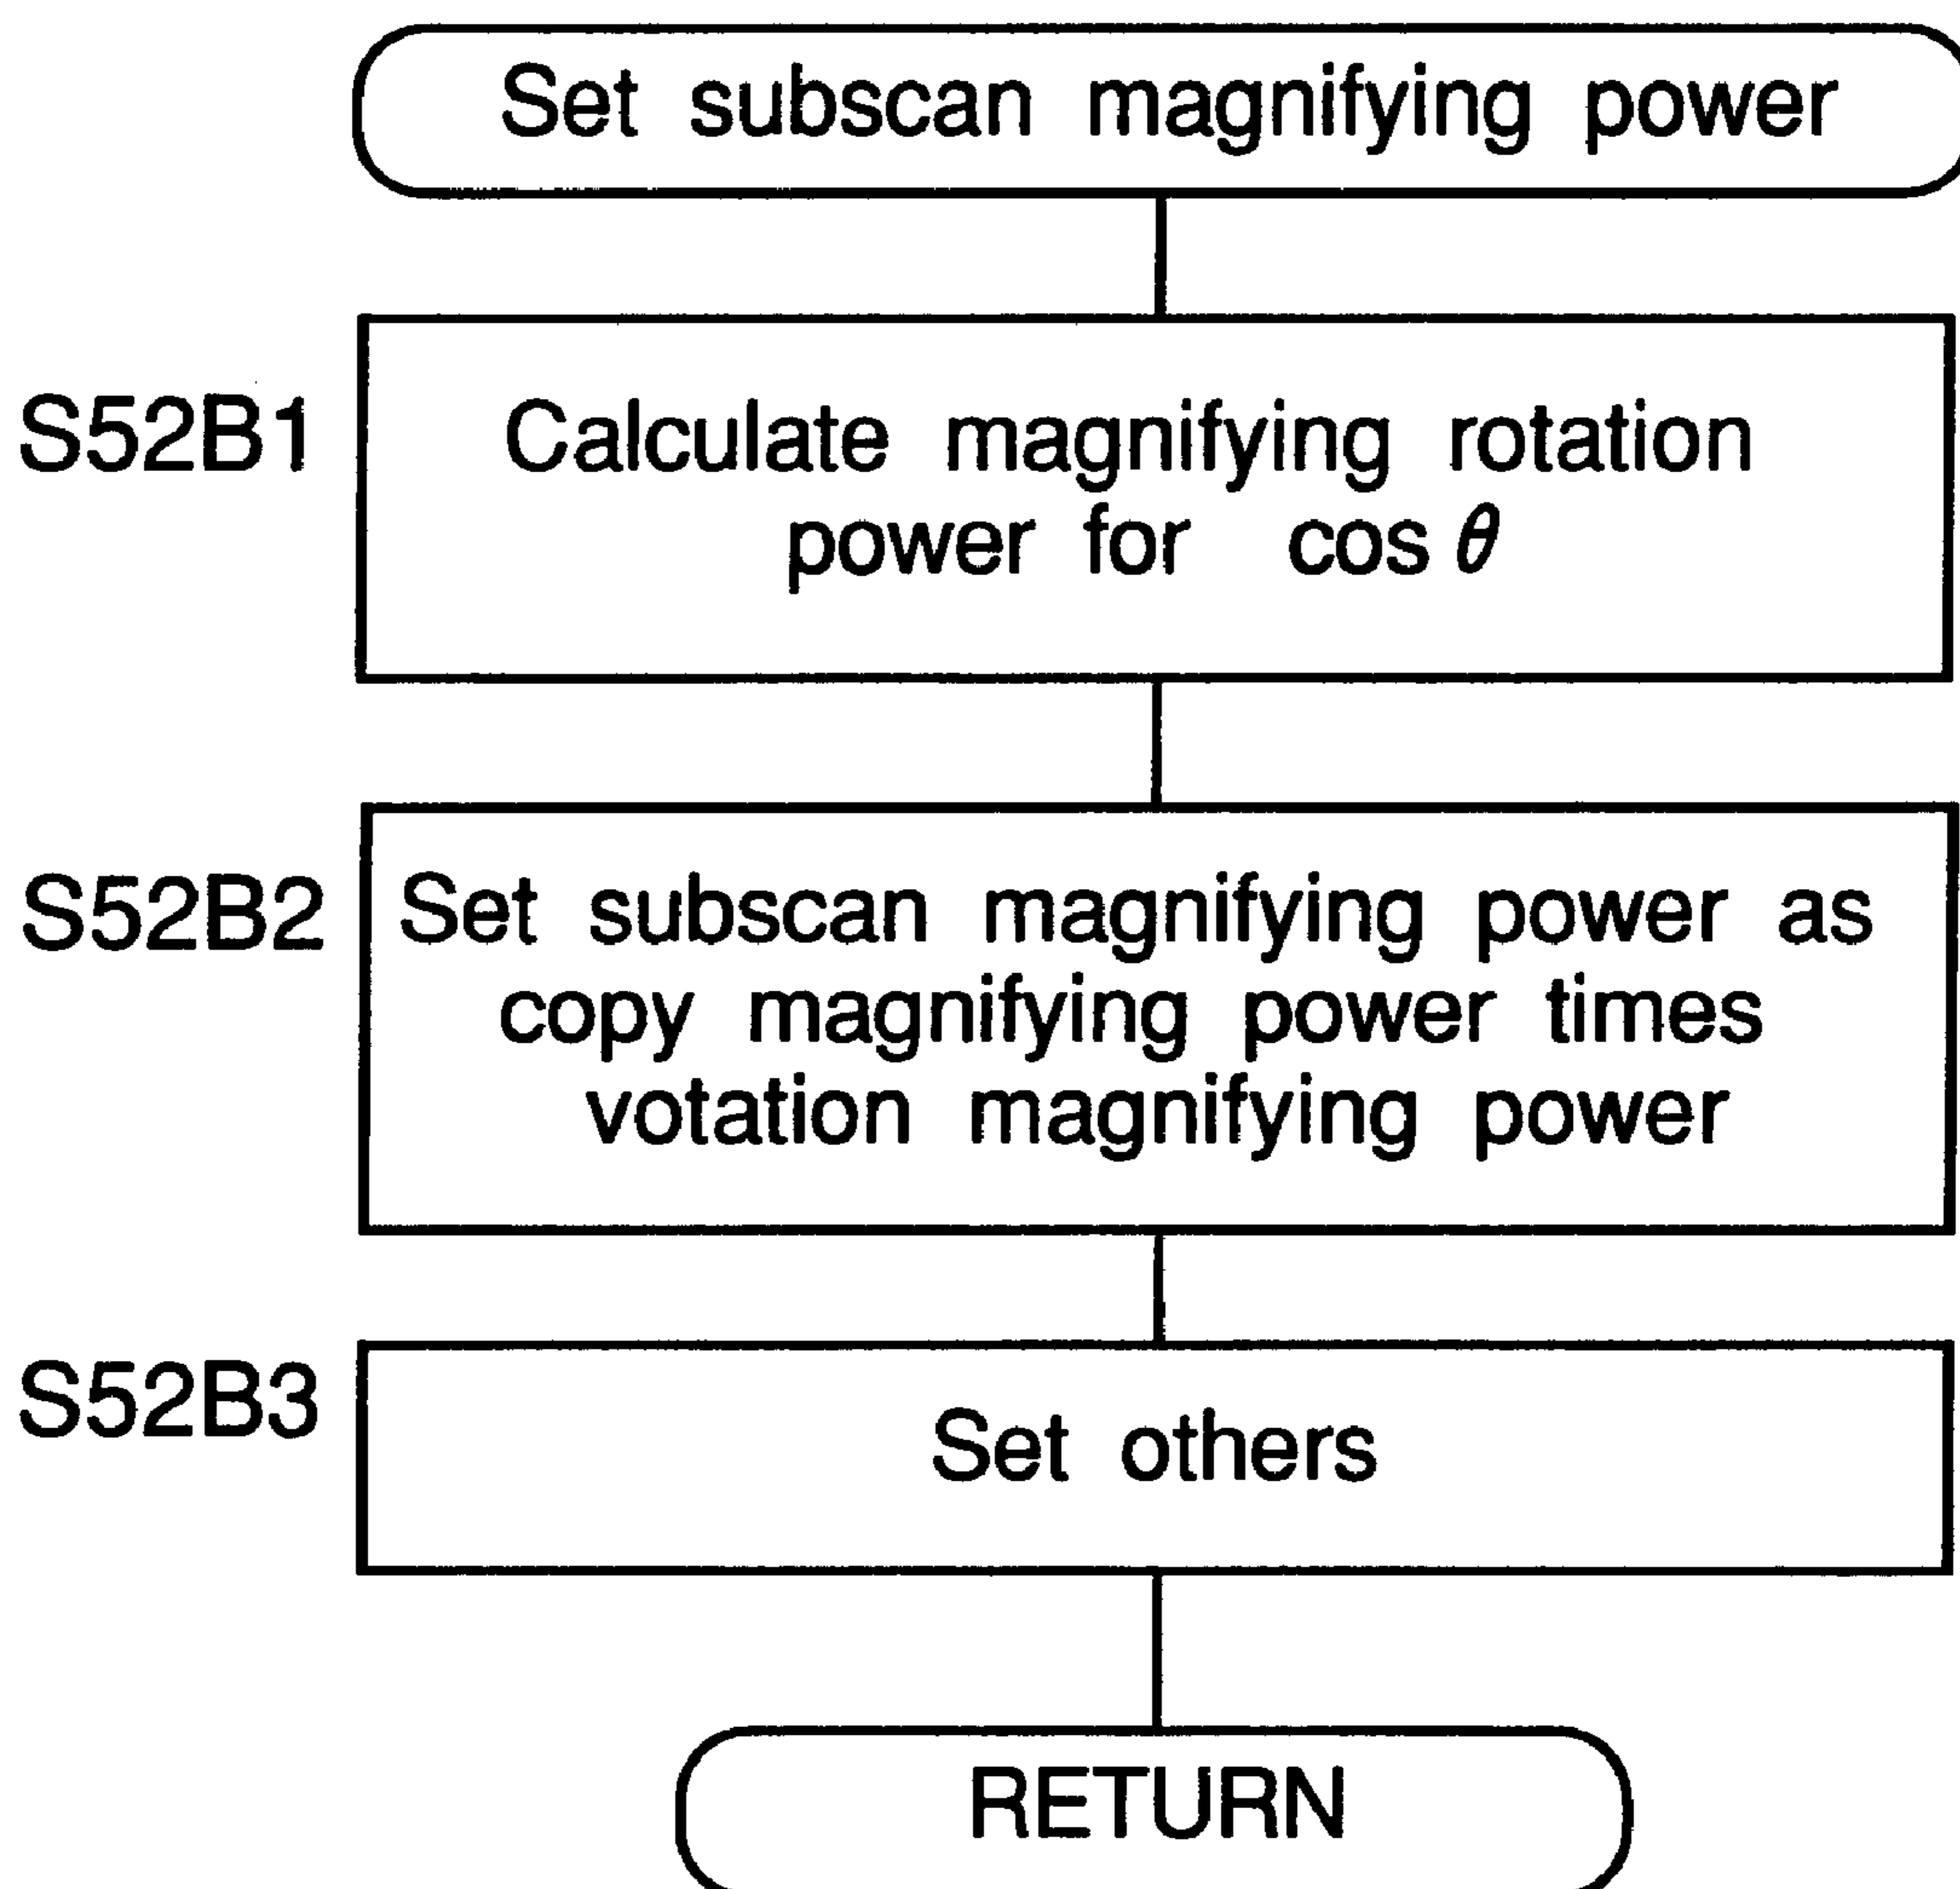 Set subscan magnifying power
S52B1
Calculate magnifying rotation
power for cos θ
S52B2
Set subscan magnifying power as
copy magnifying power times
votation magnifying power
S52B3
Set others
RETURN